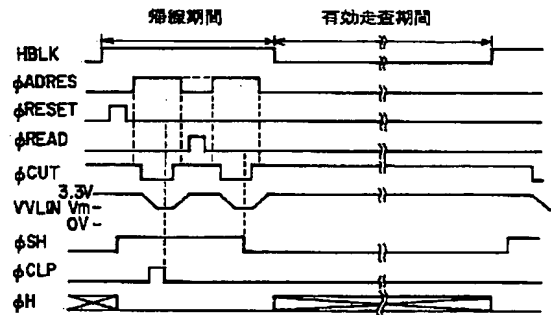 帰線期間 有効走査期間
HBLK
φADRES
φRESET
φREAD
φCUT
3.3V
VVLIN Vm-
0V-
φSH
φCLP
φH